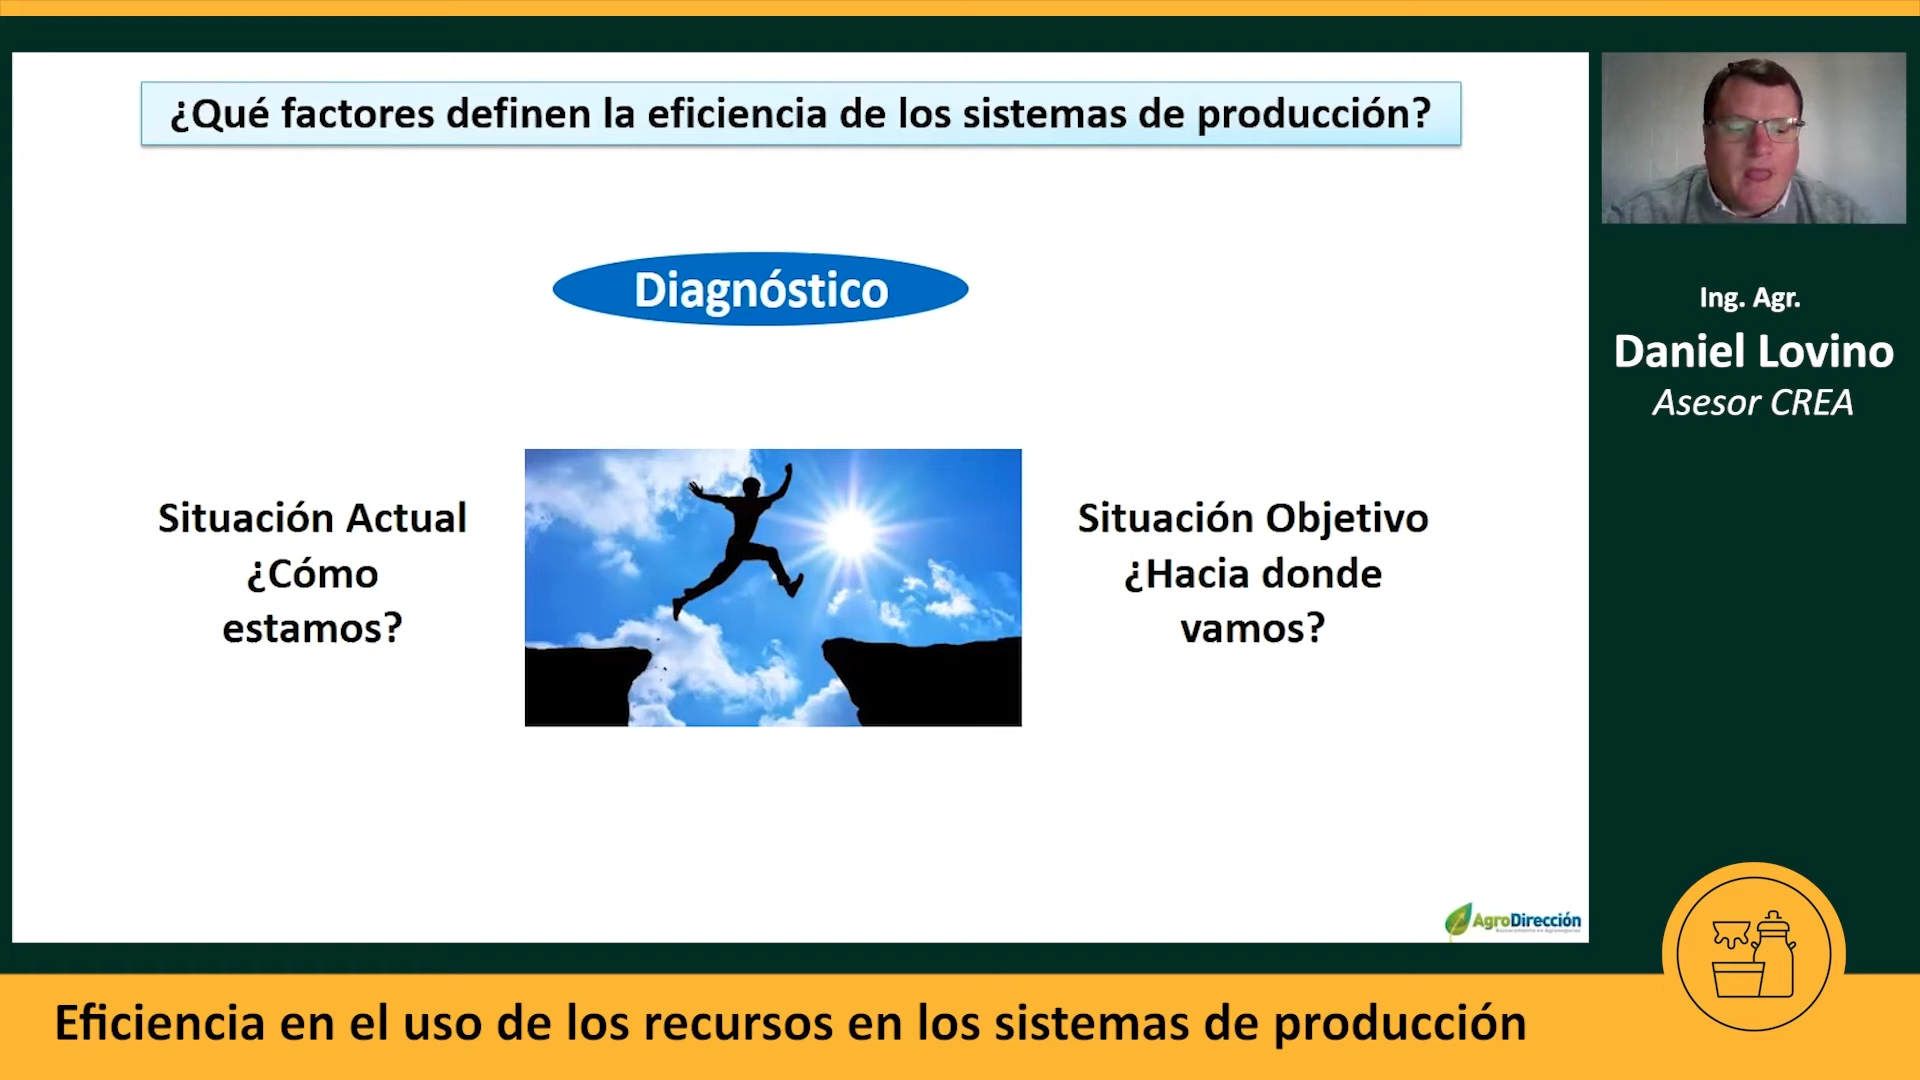 ¿Qué factores definen la eficiencia de los sistemas de producción?
Diagnóstico
Situación Actual
¿Cómo
estamos?
Situación Objetivo
¿Hacia donde
vamos?
AgroDirección
Ing. Agr.
Daniel Lovino
Asesor CREA
Eficiencia en el uso de los recursos en los sistemas de producción